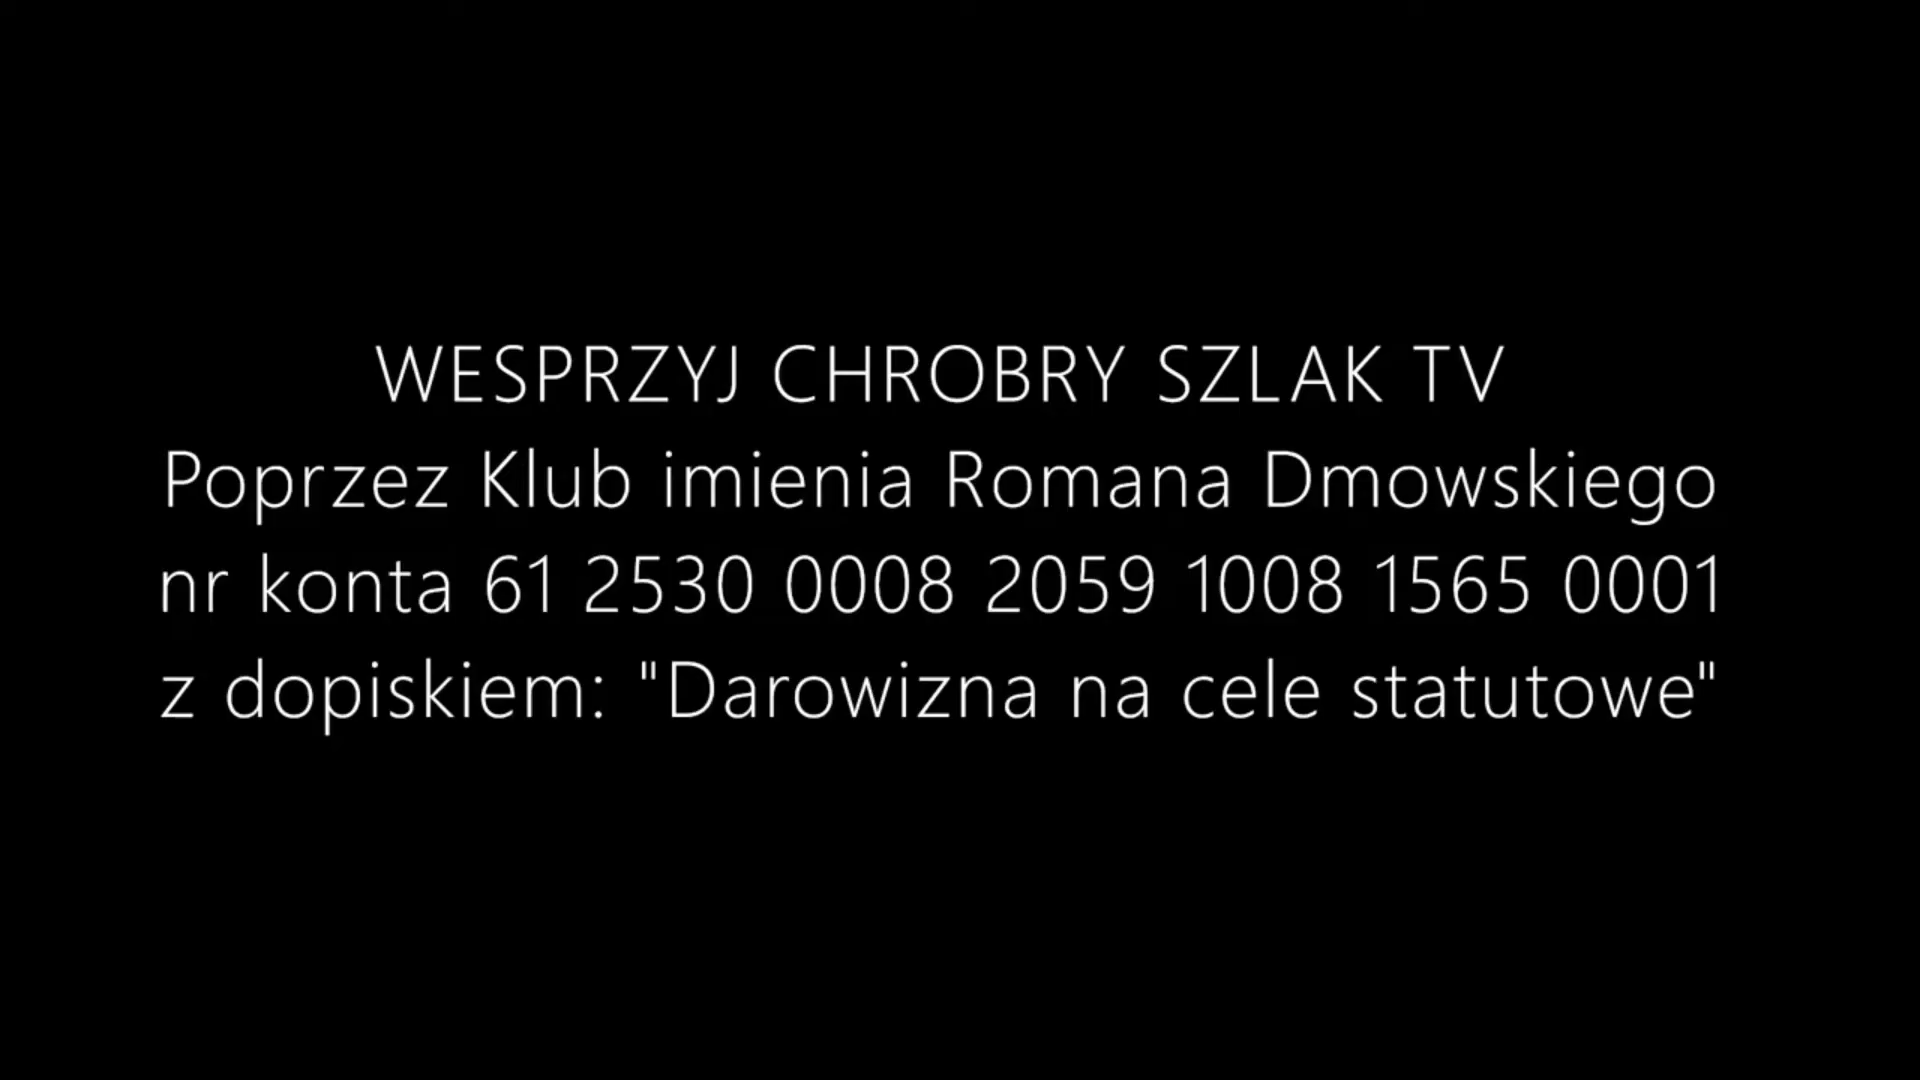 WESPRZYJ CHROBRY SZLAK TV
Poprzez Klub imienia Romana Dmowskiego
nr konta 61 2530 0008 2059 1008 1565 0001
z dopiskiem: "Darowizna na cele statutowe"